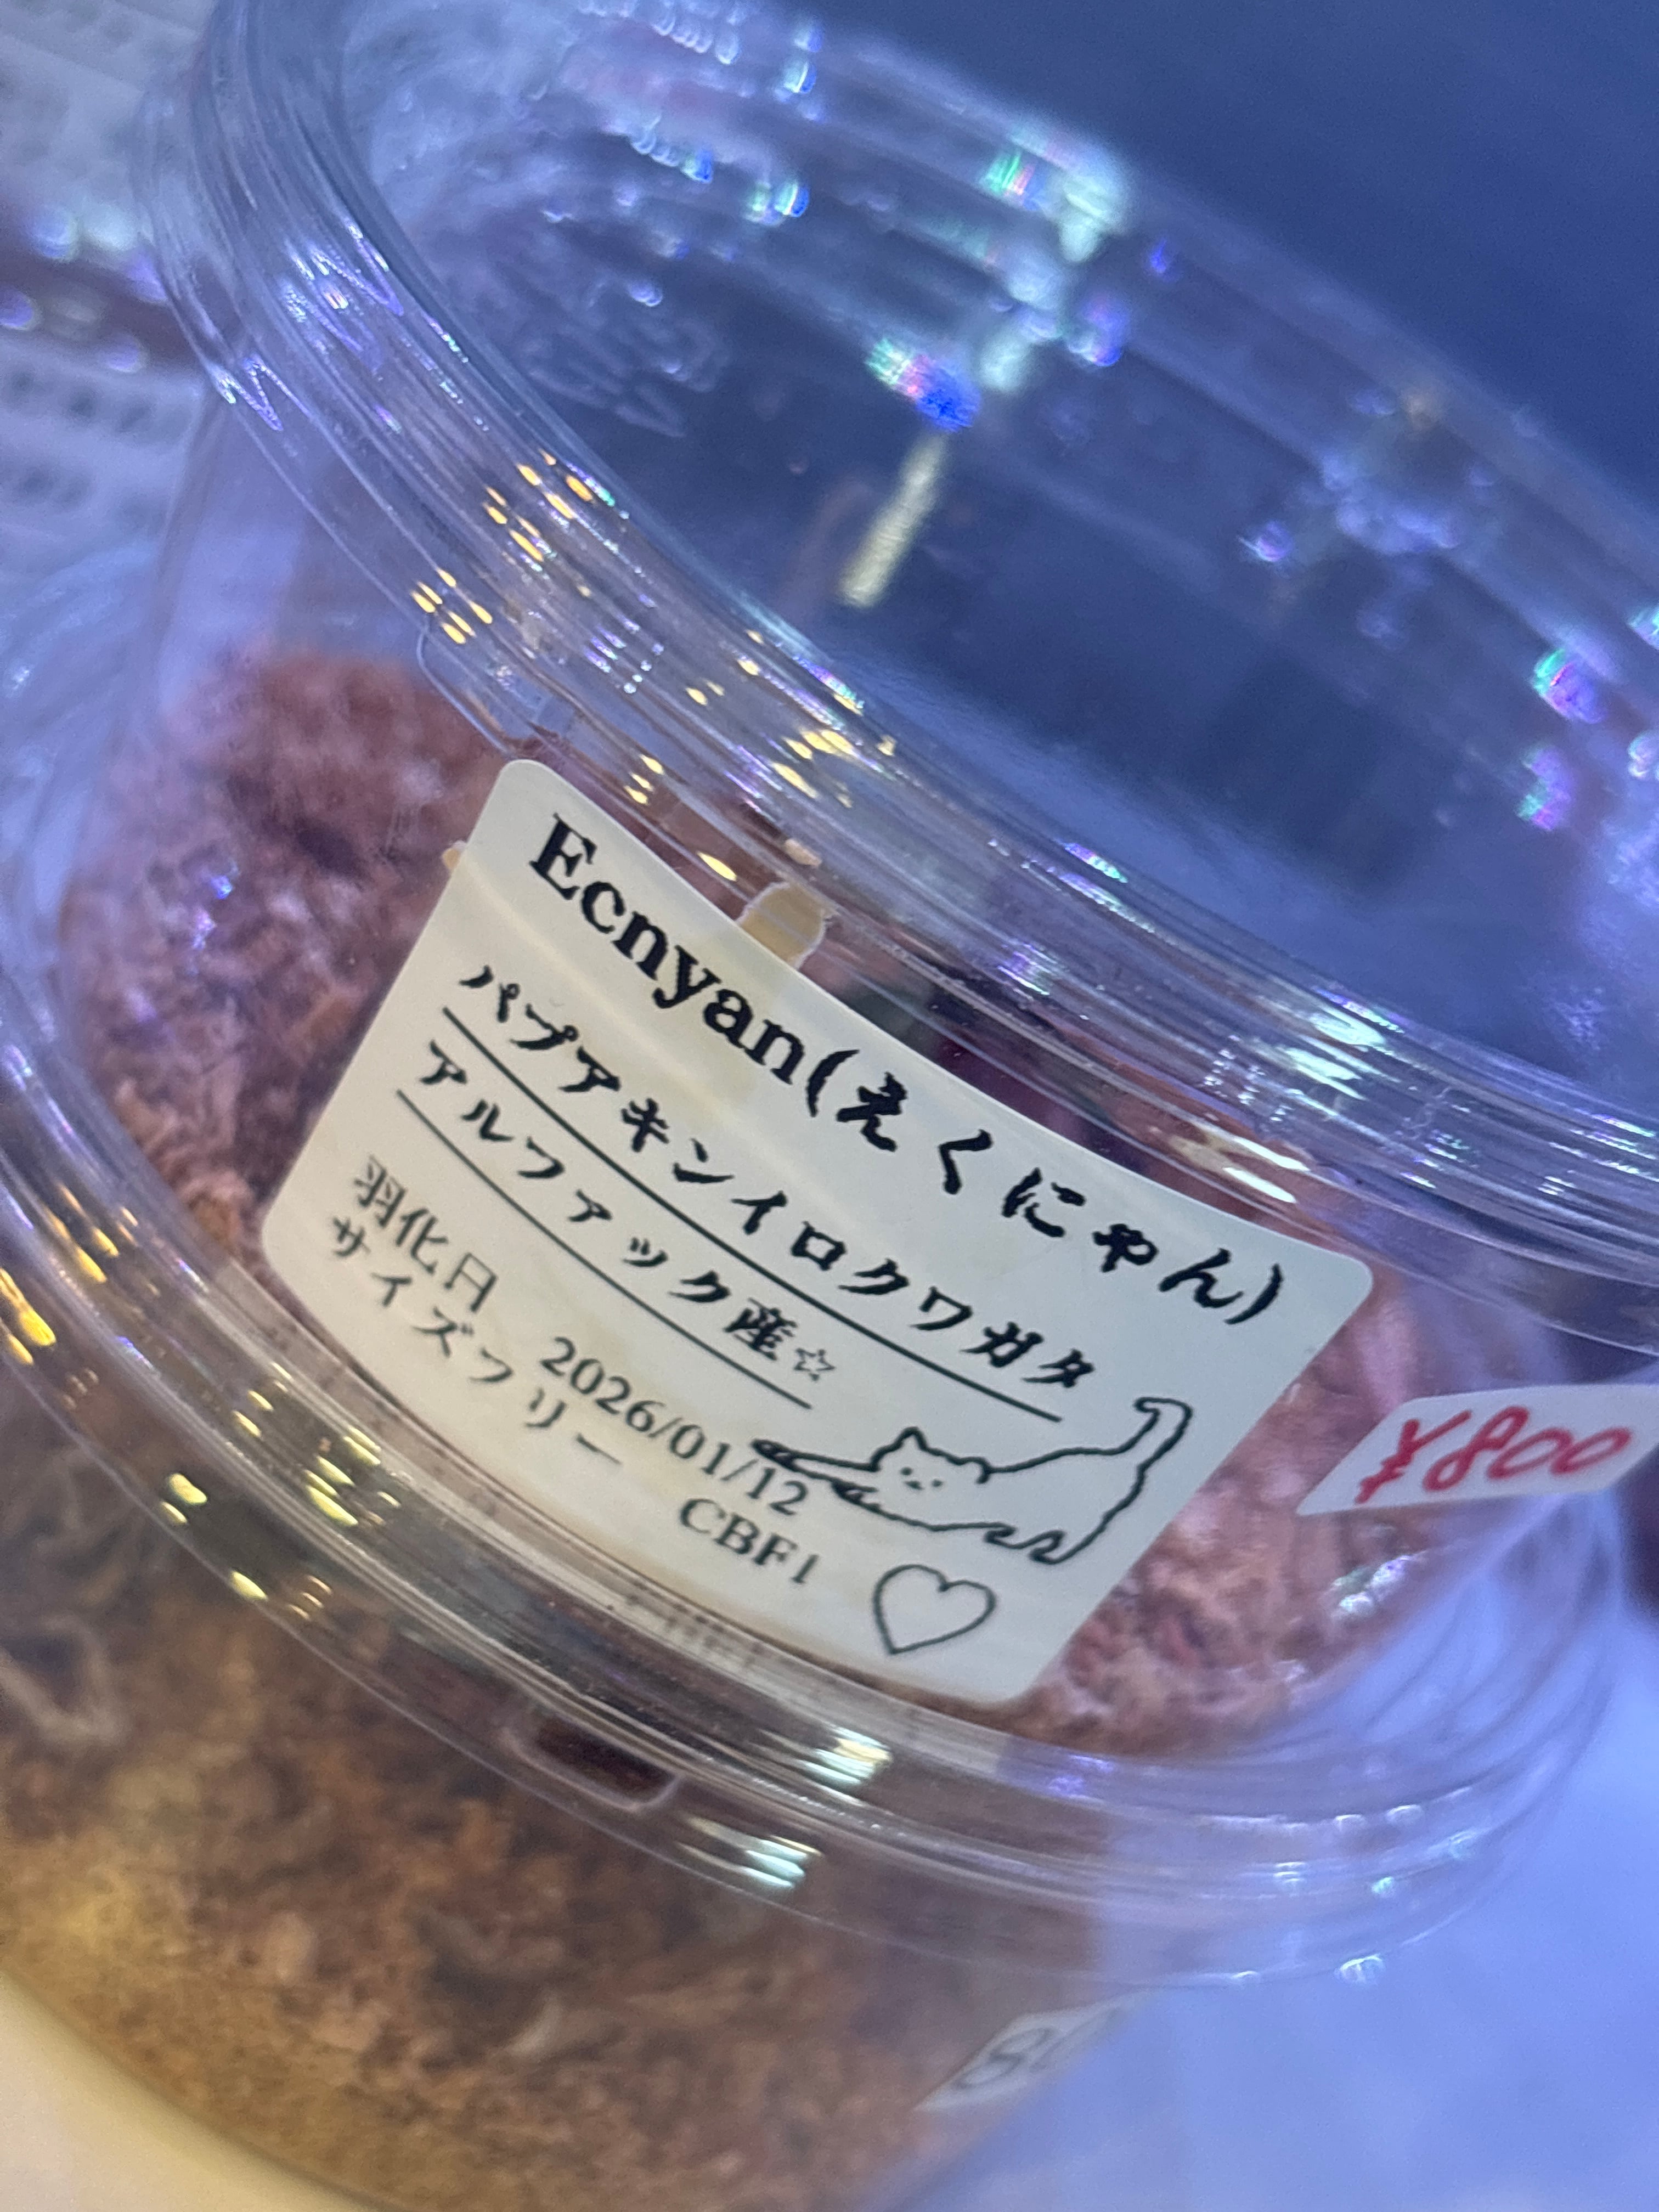 Ecnyan(えくにゃん)
パプアキンイロクワガタ
アルファック産☆
羽化日 2026/01/12
サイズフリー CBF1
¥800